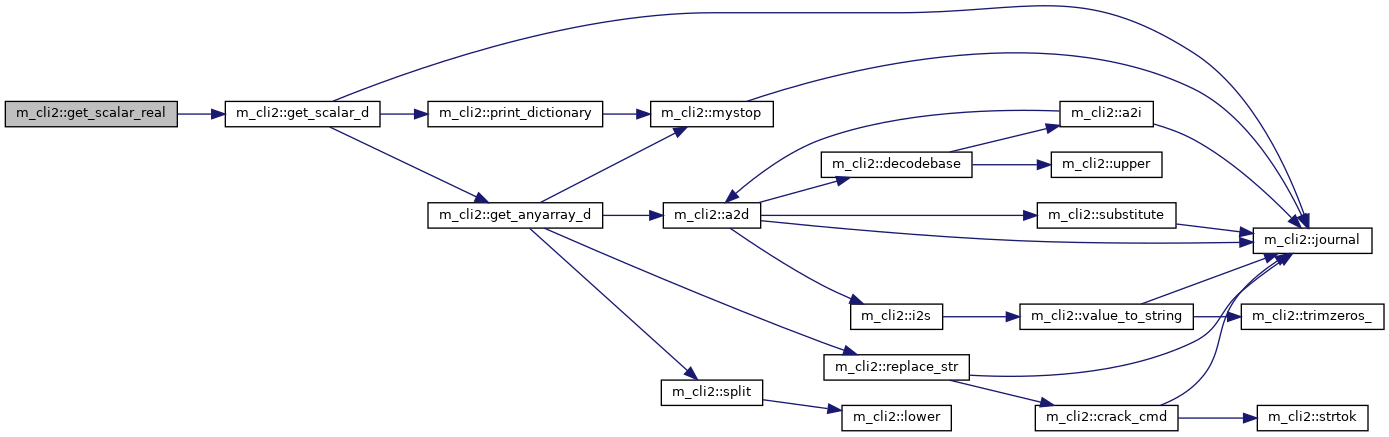 m_cli2::get_scalar_real
m_cli2::get_scalar_d
m_cli2::print_dictionary
m_cli2::mystop
m_cli2::a2i
m_cli2::decodebase
m_cli2::upper
m_cli2::get_anyarray_d
m_cli2::a2d
m_cli2::substitute
m_cli2::journal
m_cli2::i2s
m_cli2::value_to_string
m_cli2::trimzeros_
m_cli2::replace_str
m_cli2::split
m_cli2::lower
m_cli2::crack_cmd
m_cli2::strtok